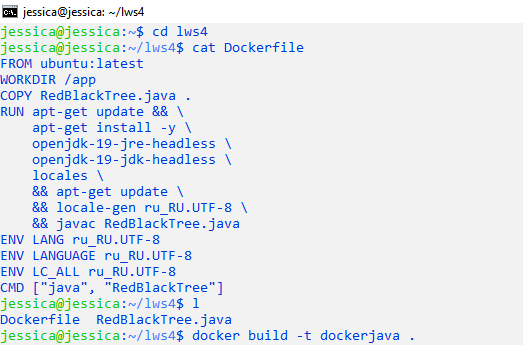 C:\. jessica@jessica: ~/lws4
jessica@jessica:~$ cd lws4
jessica@jessica:~/lws4$ cat Dockerfile
FROM ubuntu:latest
WORKDIR /app
COPY RedBlackTree.java .
RUN apt-get update && \
    apt-get install -y \
    openjdk-19-jre-headless \
    openjdk-19-jdk-headless \
    locales \
    && apt-get update \
    && locale-gen ru_RU.UTF-8 \
    && javac RedBlackTree.java
ENV LANG ru_RU.UTF-8
ENV LANGUAGE ru_RU.UTF-8
ENV LC_ALL ru_RU.UTF-8
CMD ["java", "RedBlackTree"]
jessica@jessica:~/lws4$ l
Dockerfile  RedBlackTree.java
jessica@jessica:~/lws4$ docker build -t dockerjava .